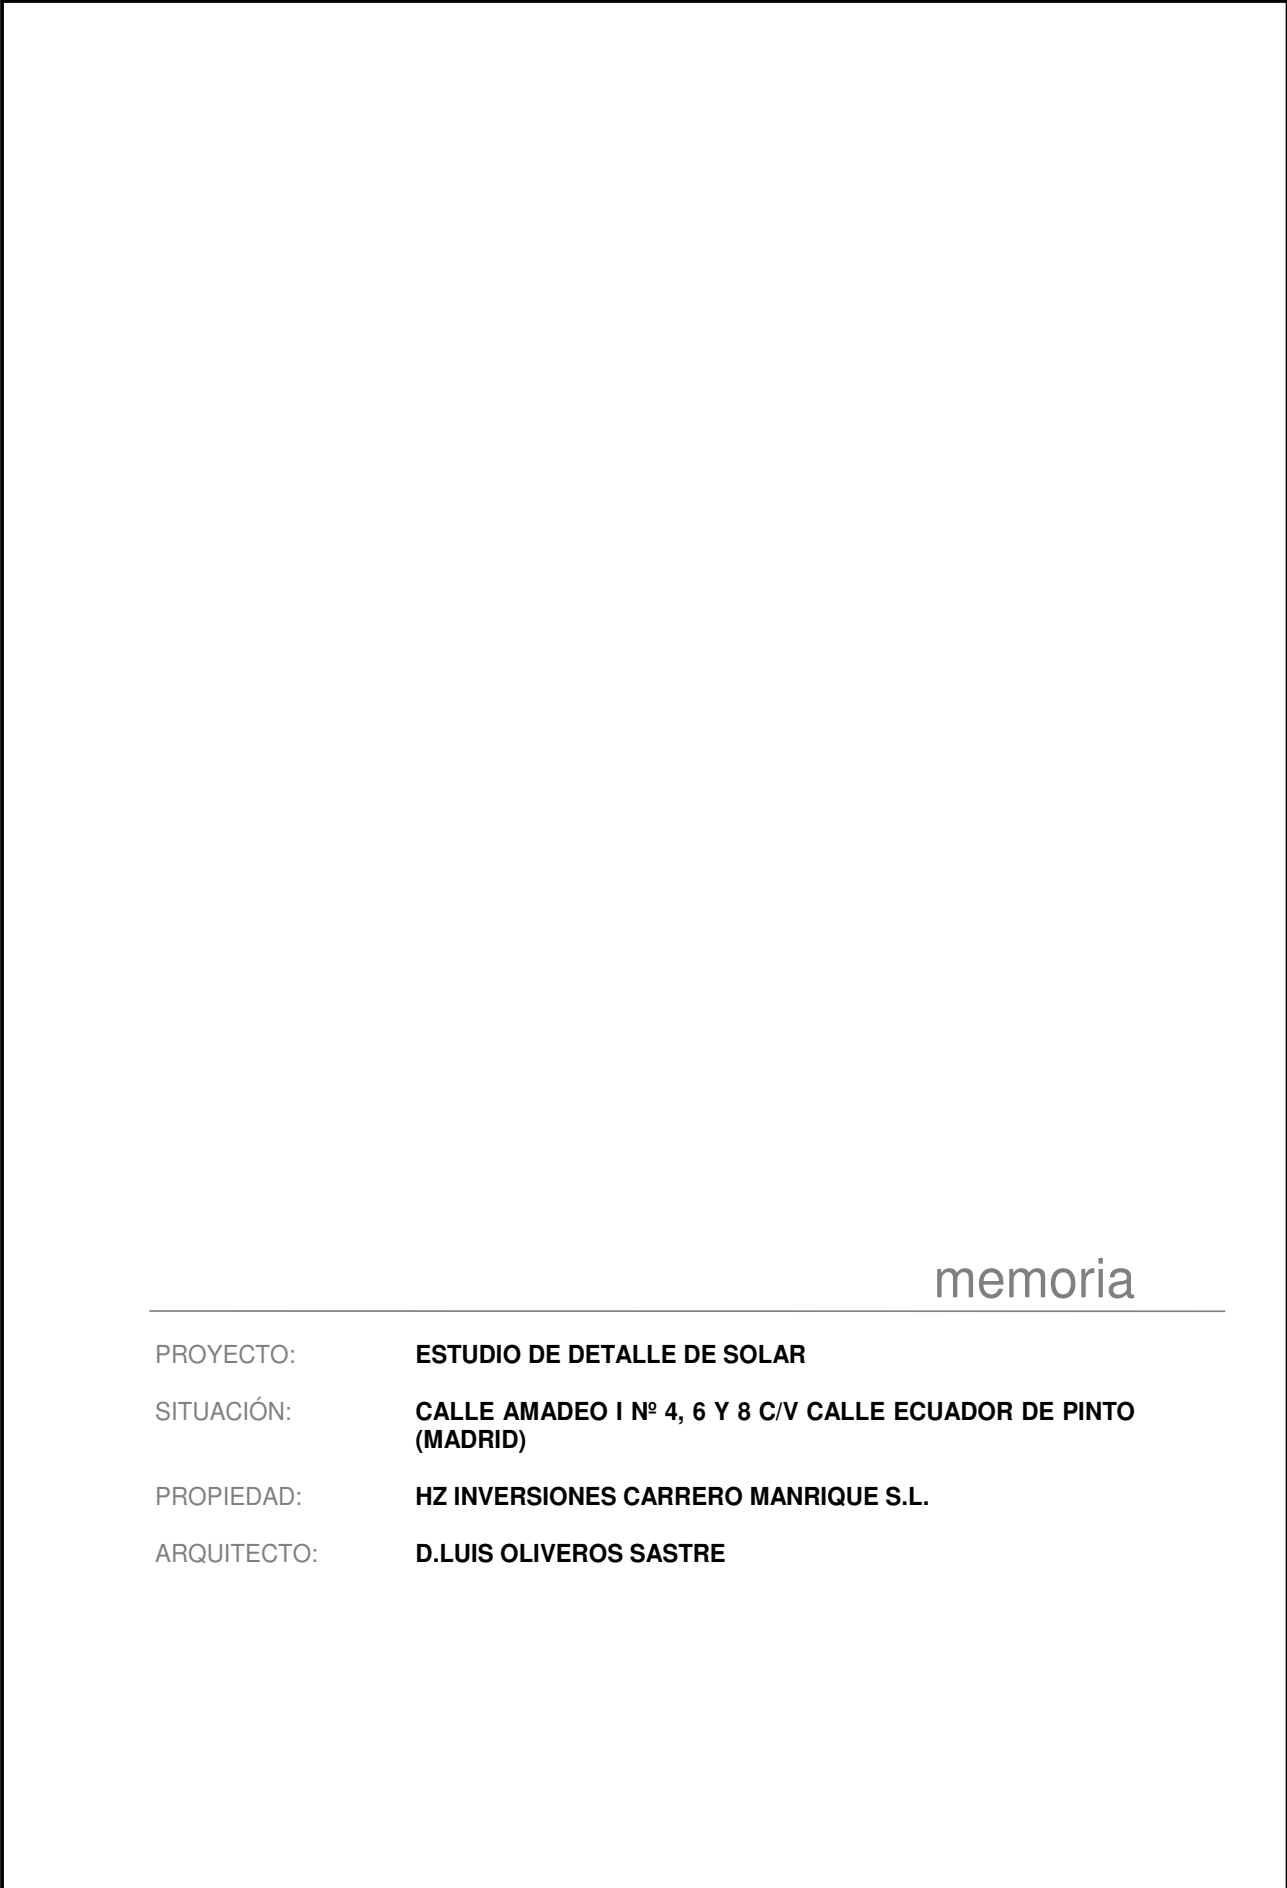 memoria
PROYECTO: ESTUDIO DE DETALLE DE SOLAR
SITUACIÓN: CALLE AMADEO I Nº 4, 6 Y 8 C/V CALLE ECUADOR DE PINTO
(MADRID)
PROPIEDAD: HZ INVERSIONES CARRERO MANRIQUE S.L.
ARQUITECTO: D.LUIS OLIVEROS SASTRE